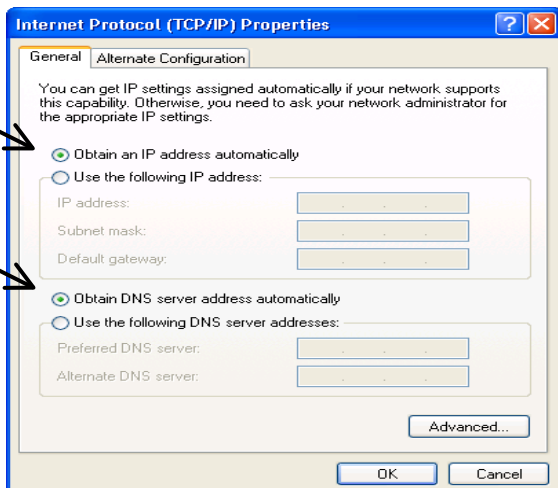 Internet Protocol (TCP/IP) Properties
General
Alternate Configuration
You can get IP settings assigned automatically if your network supports
this capability. Otherwise, you need to ask your network administrator for
the appropriate IP settings.
Obtain an IP address automatically
Use the following IP address:
IP address:
Subnet mask:
Default gateway:
Obtain DNS server address automatically
Use the following DNS server addresses:
Preferred DNS server:
Alternate DNS server:
Advanced...
OK
Cancel